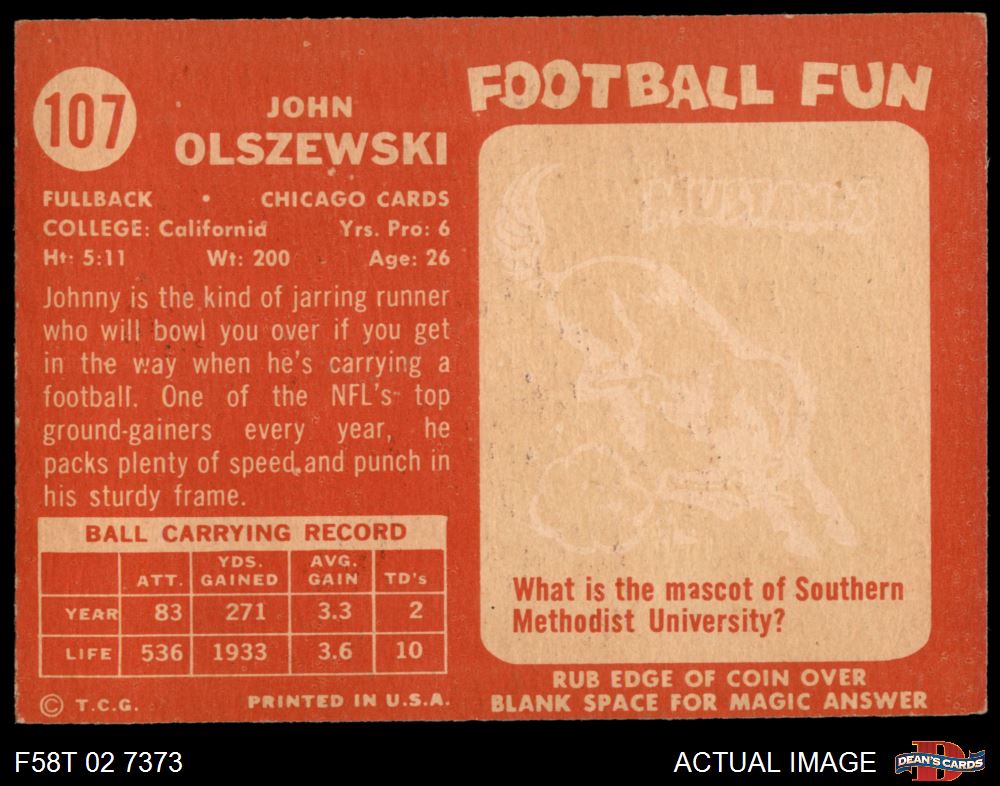 107
JOHN
OLSZEWSKI
FULLBACK • CHICAGO CARDS
COLLEGE: California Yrs. Pro: 6
Ht: 5:11 Wt: 200 Age: 26
Johnny is the kind of jarring runner
who will bowl you over if you get
in the way when he's carrying a
football. One of the NFL's top
ground-gainers every year, he
packs plenty of speed and punch in
his sturdy frame.
BALL CARRYING RECORD
ATT. YDS. GAINED AVG. GAIN TD's
YEAR 83 271 3.3 2
LIFE 536 1933 3.6 10
© T.C.G. PRINTED IN U.S.A.
FOOTBALL FUN
MUSTANGS
What is the mascot of Southern
Methodist University?
RUB EDGE OF COIN OVER
BLANK SPACE FOR MAGIC ANSWER
F58T 02 7373
ACTUAL IMAGE
D
DEAN'S CARDS